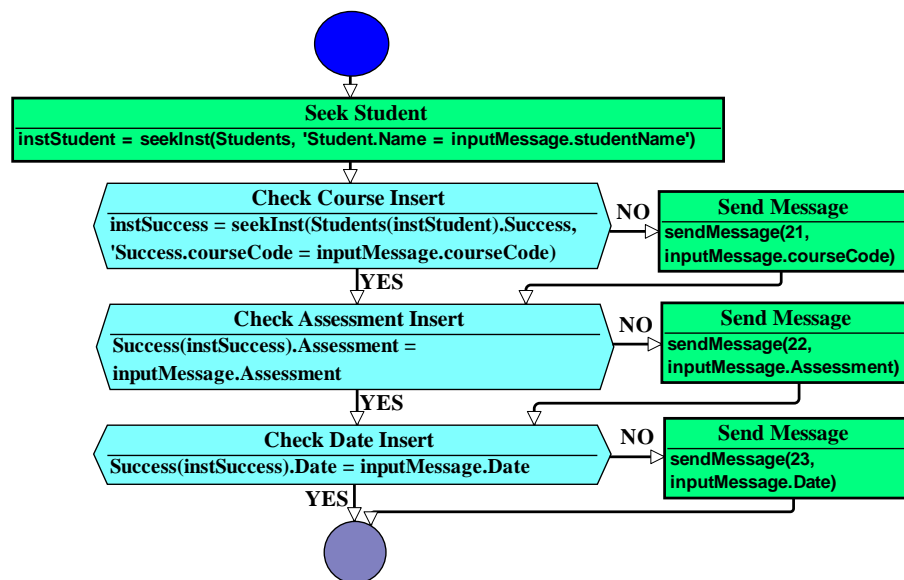 Seek Student
instStudent = seekInst(Students, 'Student.Name = inputMessage.studentName')
Check Course Insert
instSuccess = seekInst(Students(instStudent).Success,
'Success.courseCode = inputMessage.courseCode)
NO
Send Message
sendMessage(21,
inputMessage.courseCode)
YES
Check Assessment Insert
Success(instSuccess).Assessment =
inputMessage.Assessment
NO
Send Message
sendMessage(22,
inputMessage.Assessment)
YES
Check Date Insert
Success(instSuccess).Date = inputMessage.Date
NO
Send Message
sendMessage(23,
inputMessage.Date)
YES